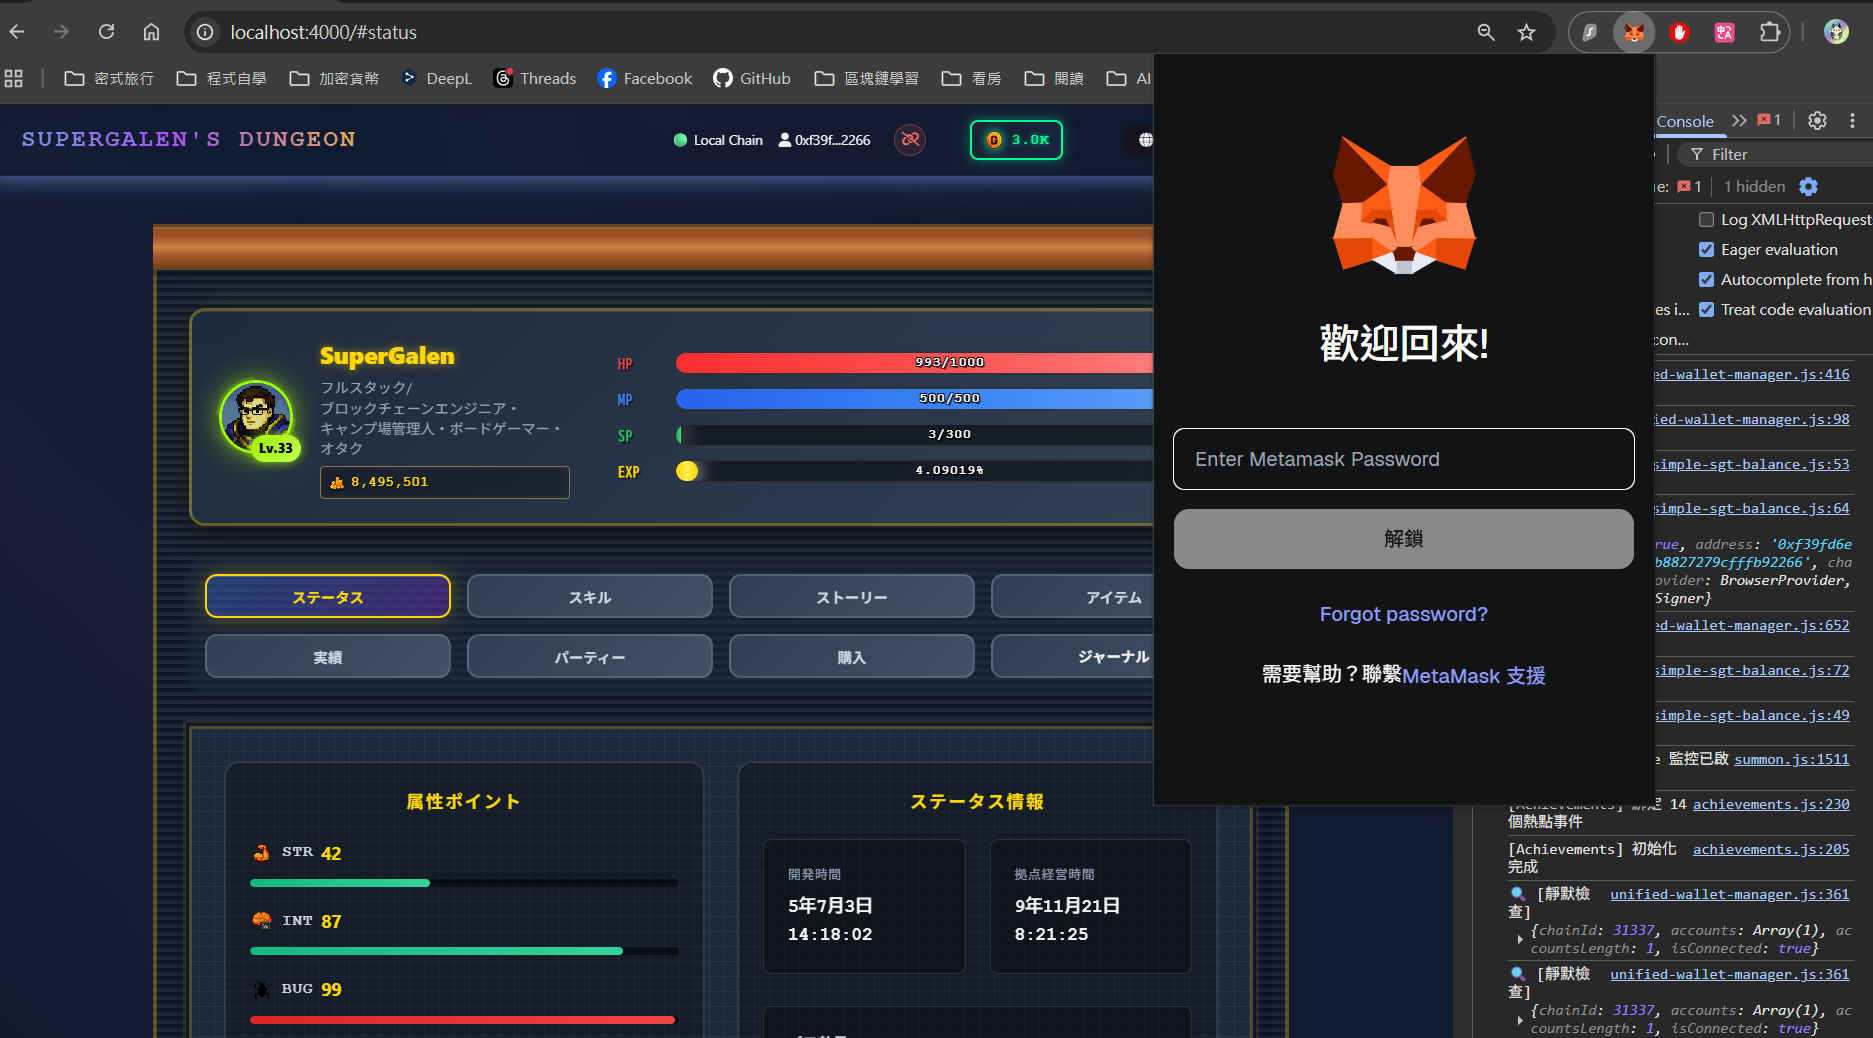 localhost:4000/#status
密式旅行
程式自學
加密貨幣
DeepL
Threads
Facebook
GitHub
區塊鏈學習
看房
閱讀
AI
SUPERGALEN'S DUNGEON
Local Chain
0xf39f...2266
G 3.0K
SuperGalen
フルスタック/
ブロックチェーンエンジニア・
キャンプ場管理人・ボードゲーマー・
オタク
Lv.33
8,495,501
HP 993/1000
MP 500/500
SP 3/300
EXP 4.09019%
ステータス
スキル
ストーリー
アイテム
実績
パーティー
購入
ジャーナル
属性ポイント
STR 42
INT 87
BUG 99
ステータス情報
開発時間
5年7月3日
14:18:02
拠点経営時間
9年11月21日
8:21:25
歡迎回來!
Enter Metamask Password
解鎖
Forgot password?
需要幫助？聯繫MetaMask 支援
Console
1
Filter
e: 1
1 hidden
Log XMLHttpRequest
Eager evaluation
Autocomplete from h
es i...
Treat code evaluation
con...
ed-wallet-manager.js:416
ied-wallet-manager.js:98
simple-sgt-balance.js:53
simple-sgt-balance.js:64
rue, address: '0xf39fd6e
b8827279cfffb92266', cha
ovider: BrowserProvider,
Signer}
ed-wallet-manager.js:652
simple-sgt-balance.js:72
simple-sgt-balance.js:49
e 監控已啟 summon.js:1511
[Achievements] 綁定 14 achievements.js:230
個熱點事件
[Achievements] 初始化 achievements.js:205
完成
[靜默檢 unified-wallet-manager.js:361
查]
{chainId: 31337, accounts: Array(1), ac
countsLength: 1, isConnected: true}
[靜默檢 unified-wallet-manager.js:361
查]
{chainId: 31337, accounts: Array(1), ac
countsLength: 1, isConnected: true}